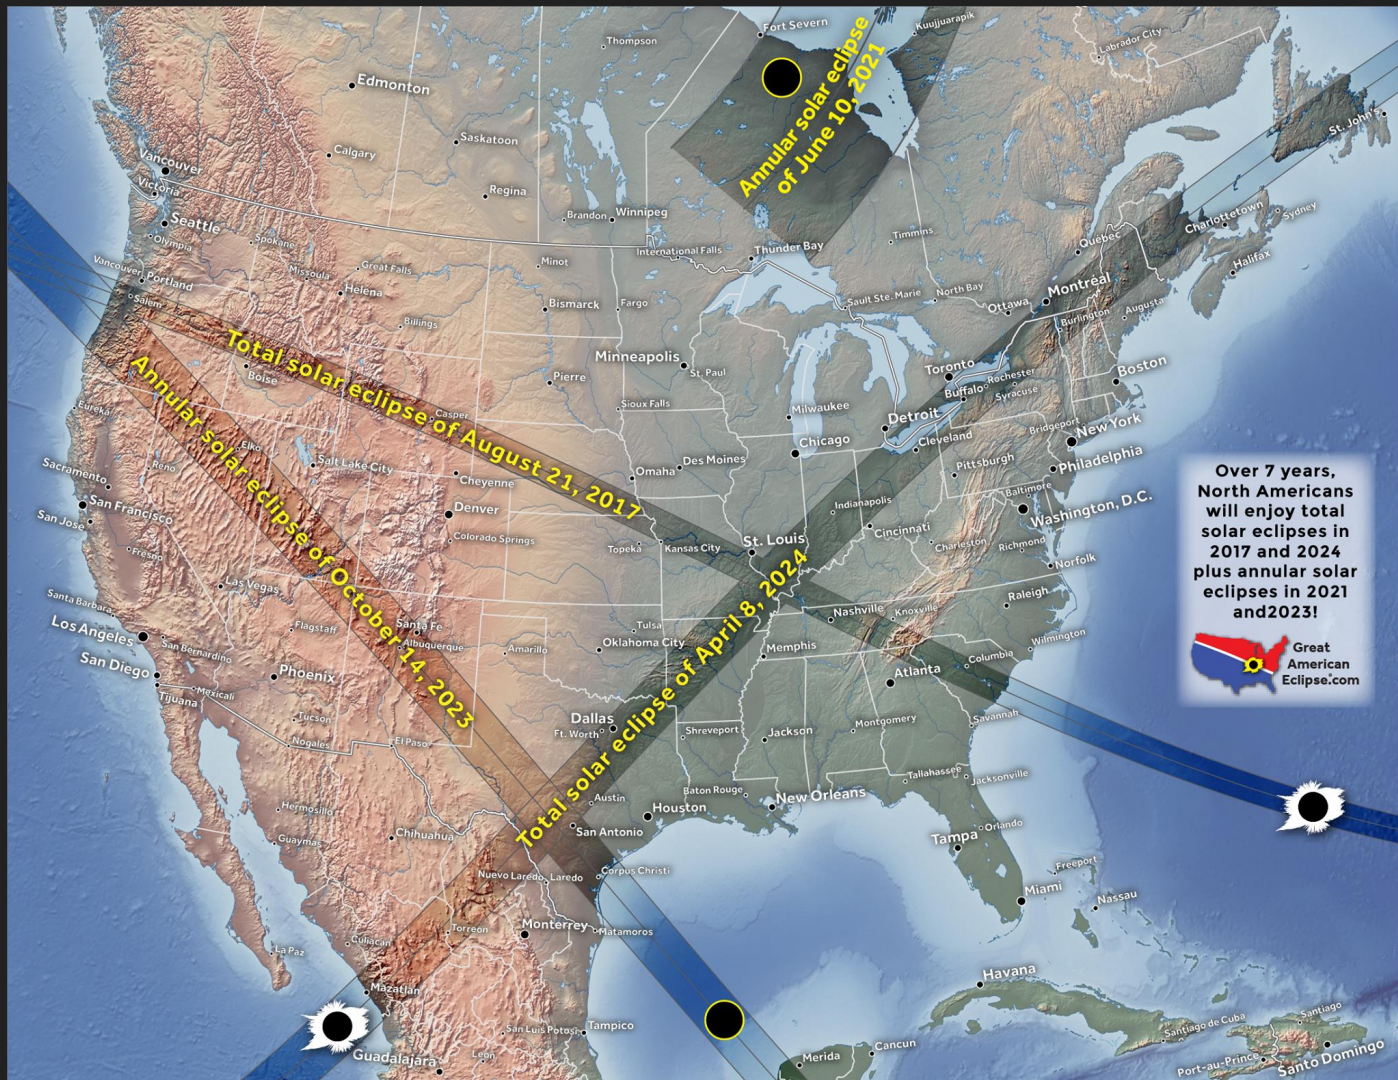 Fort Severn
Kuujjuarapik
Labrador City
Thompson
Edmonton
Annular solar eclipse
of June 10, 2021
Saskatoon
Calgary
St. John's
Vancouver
Victoria
Regina
Brandon
Winnipeg
Seattle
Olympia
Spokane
International Falls
Thunder Bay
Timmins
Québec
Charlottetown
Sydney
Halifax
Vancouver
Portland
Salem
Missoula
Great Falls
Helena
Minot
Bismarck
Fargo
Sault Ste. Marie
North Bay
Ottawa
Montréal
Burlington
Augusta
Billings
Total solar eclipse of August 21, 2017
Boise
Minneapolis
St. Paul
Pierre
Toronto
Buffalo
Rochester
Syracuse
Boston
Annular solar eclipse of October 14, 2023
Eureka
Casper
Sioux Falls
Milwaukee
Detroit
Bridgeport
New York
Elko
Chicago
Cleveland
Sacramento
Reno
Salt Lake City
Cheyenne
Omaha
Des Moines
Pittsburgh
Philadelphia
San Francisco
San Jose
Denver
Indianapolis
Baltimore
Washington, D.C.
Over 7 years,
North Americans
will enjoy total
solar eclipses in
2017 and 2024
plus annular solar
eclipses in 2021
and2023!
Great
American
Eclipse.com
Fresno
Colorado Springs
Topeka
Kansas City
St. Louis
Cincinnati
Charleston
Richmond
Norfolk
Las Vegas
Total solar eclipse of April 8, 2024
Santa Barbara
Los Angeles
San Bernardino
Flagstaff
Santa Fe
Albuquerque
Amarillo
Tulsa
Oklahoma City
Nashville
Knoxville
Raleigh
Wilmington
San Diego
Tijuana
Mexicali
Phoenix
Memphis
Atlanta
Columbia
Tucson
Nogales
El Paso
Dallas
Ft. Worth
Shreveport
Jackson
Montgomery
Savannah
Hermosillo
Guaymas
Chihuahua
Austin
San Antonio
Houston
Baton Rouge
New Orleans
Tallahassee
Jacksonville
Tampa
Orlando
Nuevo Laredo
Laredo
Corpus Christi
Freeport
Miami
Nassau
La Paz
Culiacán
Torreón
Monterrey
Matamoros
Mazatlan
Havana
San Luis Potosi
Tampico
Guadalajara
León
Merida
Cancun
Santiago de Cuba
Santiago
Port-au-Prince
Santo Domingo